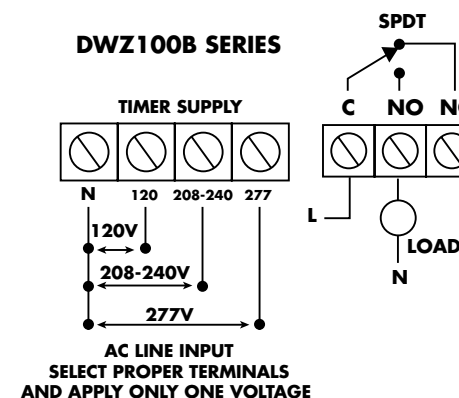 SPDT
DWZ100B SERIES
TIMER SUPPLY
C NO
N 120 208-240 277
L
120V
LOAD
208-240V
N
277V
AC LINE INPUT
SELECT PROPER TERMINALS
AND APPLY ONLY ONE VOLTAGE